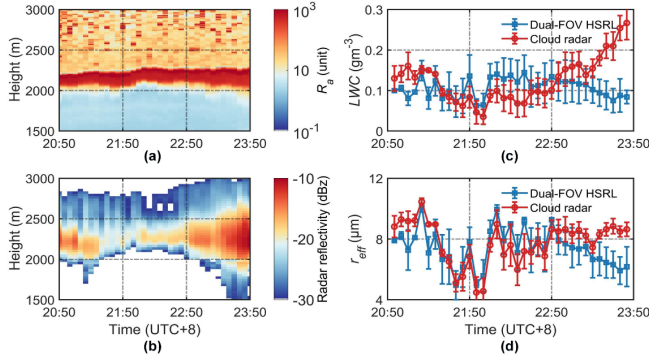 3000
2500
2000
1500
Height (m)
20:50
21:50
22:50
23:50
(a)
10³
10
10⁻¹
Rₐ (unit)
3000
2500
2000
1500
Height (m)
20:50
21:50
22:50
23:50
Time (UTC+8)
(b)
-10
-20
-30
Radar reflectivity (dBz)
0.3
0.2
0.1
0
LWC (gm⁻³)
Dual-FOV HSRL
Cloud radar
20:50
21:50
22:50
23:50
(c)
12
8
4
r_eff (μm)
Dual-FOV HSRL
Cloud radar
20:50
21:50
22:50
23:50
Time (UTC+8)
(d)